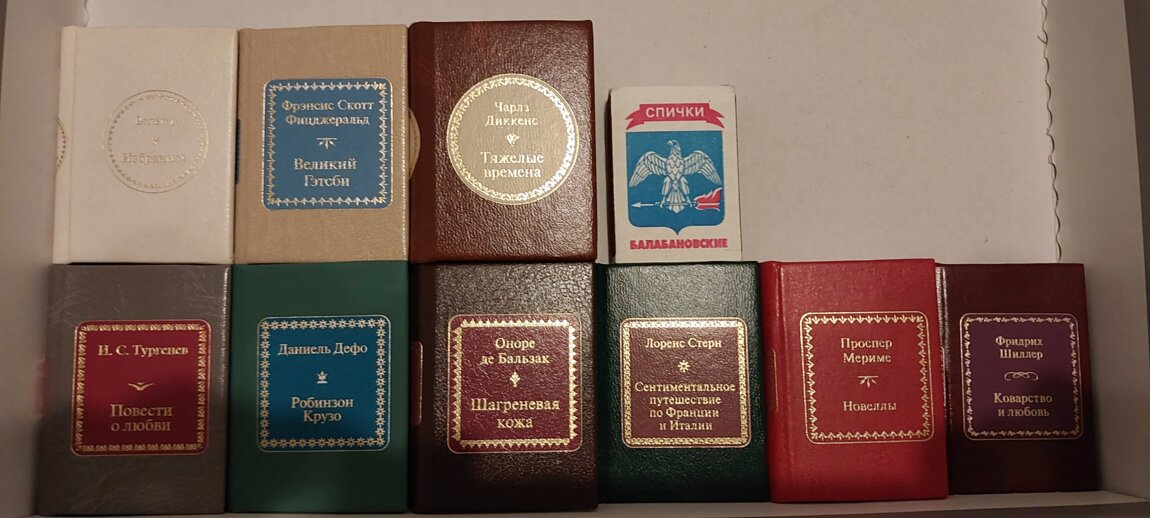 Избранное
Фрэнсис Скотт
Фицджеральд
Великий
Гэтсби
Чарлз
Диккенс
Тяжелые
времена
СПИЧКИ
БАЛАБАНОВСКИЕ
И. С. Тургенев
Повести
о любви
Даниель Дефо
Робинзон
Крузо
Оноре
де Бальзак
Шагреневая
кожа
Лоренс Стерн
Сентиментальное
путешествие
по Франции
и Италии
Проспер
Мериме
Новеллы
Фридрих
Шиллер
Коварство
и любовь